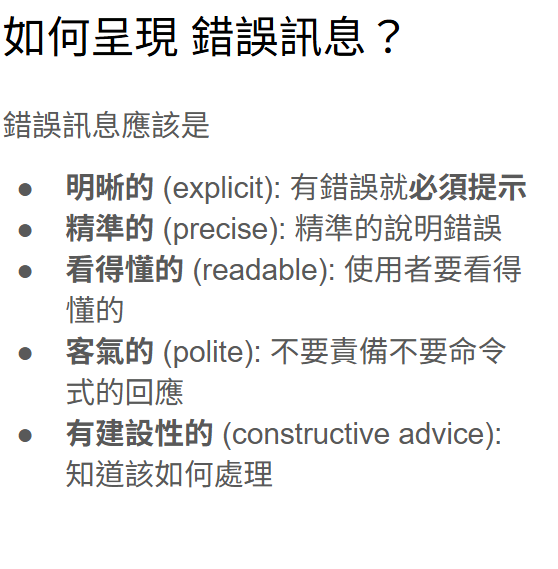 如何呈現 錯誤訊息？
錯誤訊息應該是
● 明晰的 (explicit): 有錯誤就必須提示
● 精準的 (precise): 精準的說明錯誤
● 看得懂的 (readable): 使用者要看得
懂的
● 客氣的 (polite): 不要責備不要命令
式的回應
● 有建設性的 (constructive advice):
知道該如何處理